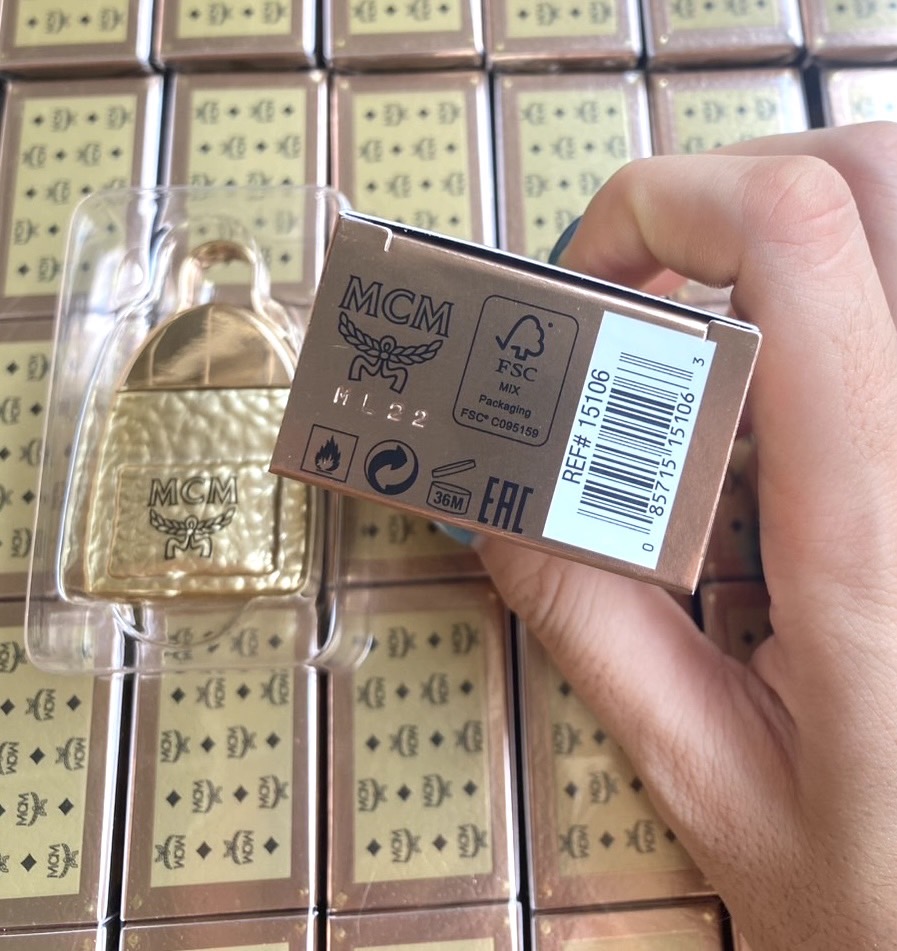 MCM
ML22
FSC
MIX
Packaging
FSC® C095159
36M
EAC
REF# 15106
0 85715 15106 3
MCM